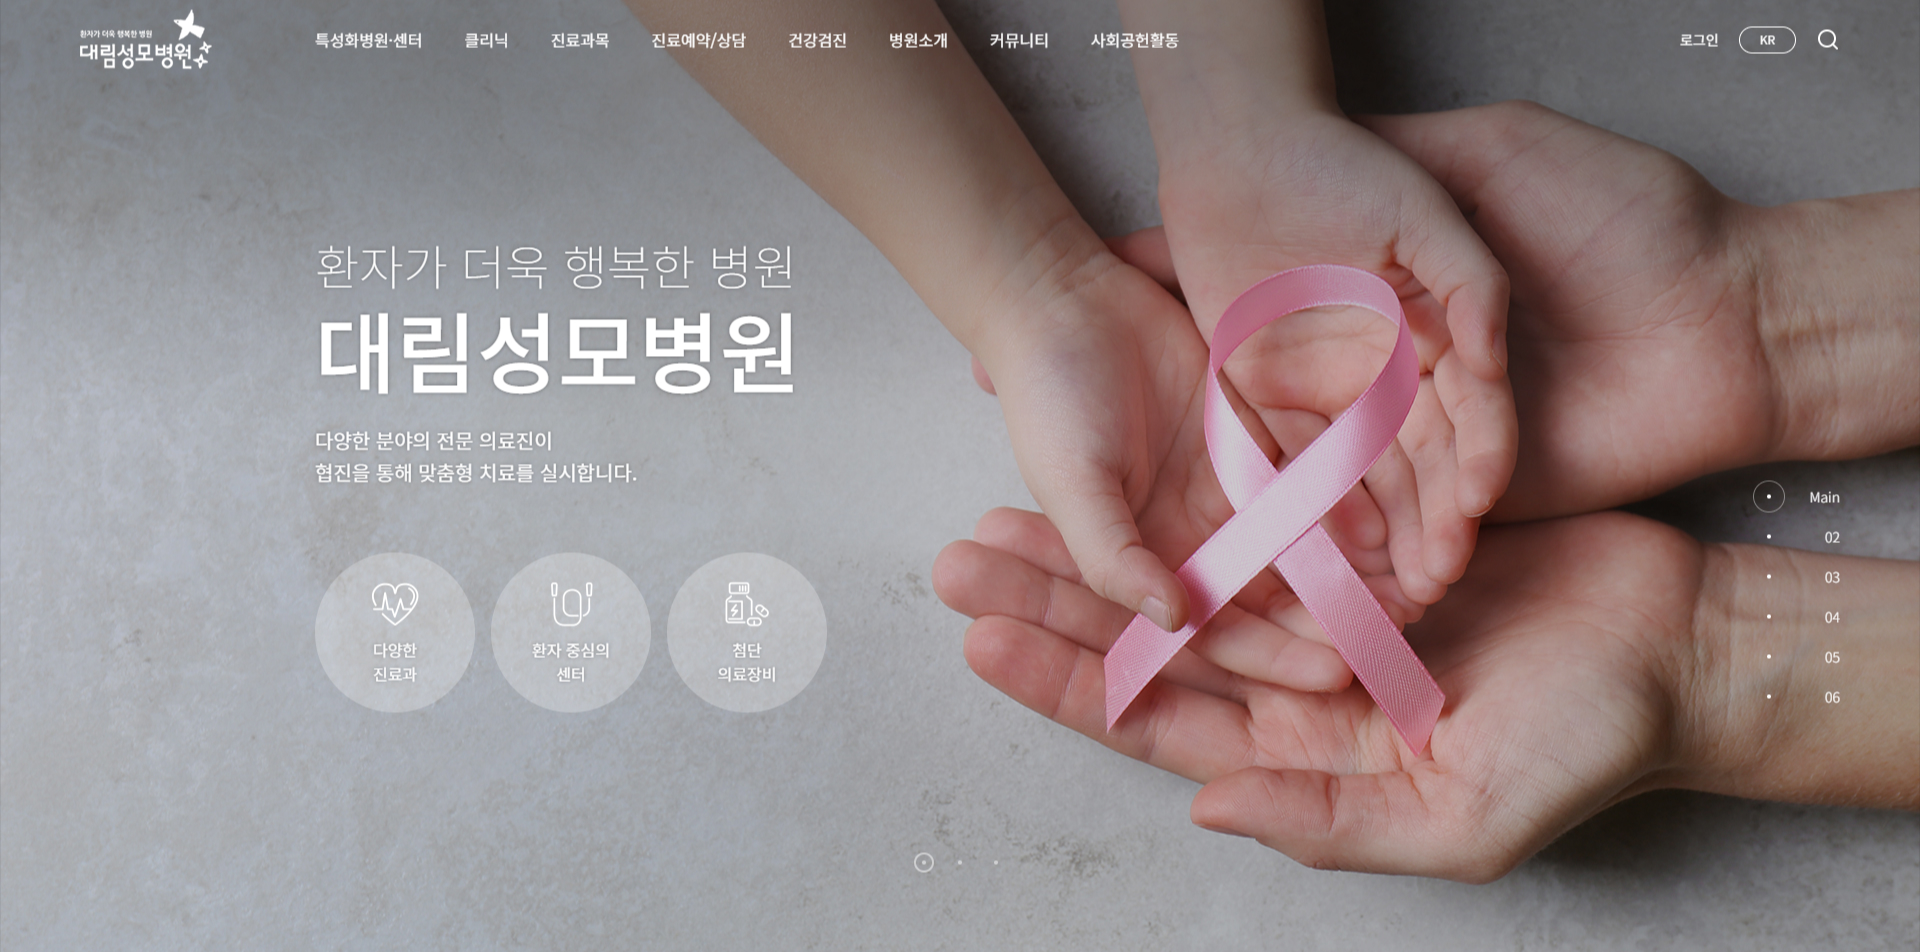 환자가 더욱 행복한 병원
대림성모병원
특성화병원·센터
클리닉
진료과목
진료예약/상담
건강검진
병원소개
커뮤니티
사회공헌활동
로그인
KR
환자가 더욱 행복한 병원
대림성모병원
다양한 분야의 전문 의료진이
협진을 통해 맞춤형 치료를 실시합니다.
다양한
진료과
환자 중심의
센터
첨단
의료장비
Main
02
03
04
05
06